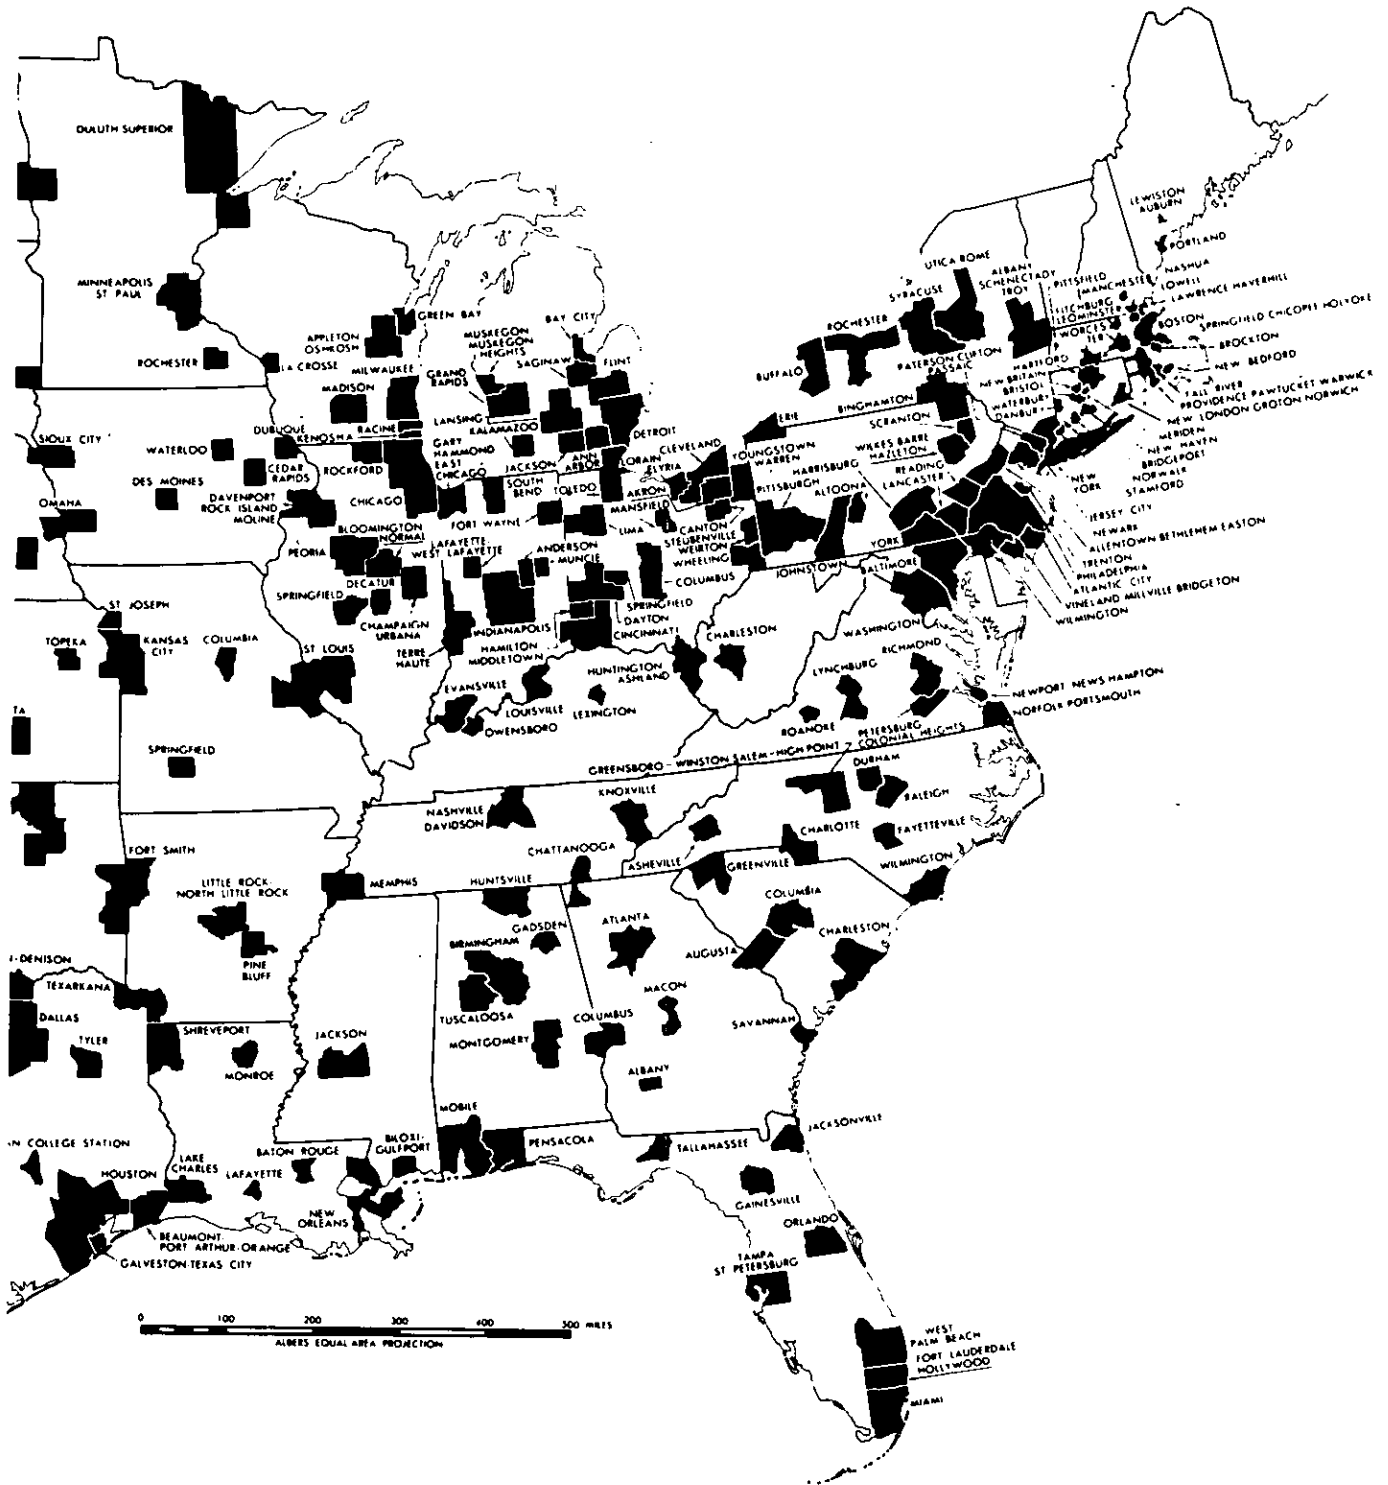 DULUTH SUPERIOR
MINNEAPOLIS
ST PAUL
ROCHESTER
LA CROSSE
APPLETON
OSHKOSH
GREEN BAY
MUSKEGON
MUSKEGON
HEIGHTS
BAY CITY
SAGINAW
FLINT
MILWAUKEE
GRAND
RAPIDS
MADISON
LANSING
RACINE
KENOSHA
KALAMAZOO
DETROIT
GARY
HAMMOND
EAST
CHICAGO
JACKSON
ANN
ARBOR
LORAIN
ELYRIA
CLEVELAND
SIOUX CITY
WATERLOO
DUBUQUE
CEDAR
RAPIDS
ROCKFORD
DES MOINES
DAVENPORT
ROCK ISLAND
MOLINE
CHICAGO
SOUTH
BEND
TOLEDO
AKRON
MANSFIELD
OMAHA
BLOOMINGTON
NORMAL
FORT WAYNE
LIMA
CANTON
STEUBENVILLE
WEIRTON
WHEELING
PEORIA
LAFAYETTE
WEST LAFAYETTE
ANDERSON
MUNCIE
COLUMBUS
DECATUR
SPRINGFIELD
CHAMPAIGN
URBANA
TERRE
HAUTE
INDIANAPOLIS
HAMILTON
MIDDLETOWN
SPRINGFIELD
DAYTON
CINCINNATI
ST JOSEPH
TOPEKA
KANSAS
CITY
COLUMBIA
ST LOUIS
EVANSVILLE
LOUISVILLE
OWENSBORO
LEXINGTON
HUNTINGTON
ASHLAND
CHARLESTON
TA
SPRINGFIELD
LEWISTON
AUBURN
PORTLAND
UTICA ROME
ALBANY
SCHENECTADY
TROY
SYRACUSE
PITTSFIELD
MANCHESTER
NASHUA
LOWELL
LAWRENCE HAVERHILL
FITCHBURG
LEOMINSTER
WORCES
TER
BOSTON
SPRINGFIELD CHICOPEE HOLYOKE
BROCKTON
NEW BEDFORD
FALL RIVER
PROVIDENCE PAWTUCKET WARWICK
NEW LONDON GROTON NORWICH
ROCHESTER
BUFFALO
PATERSON CLIFTON
PASSAIC
HARTFORD
NEW BRITAIN
BRISTOL
WATERBURY
DANBURY
MERIDEN
NEW HAVEN
BRIDGEPORT
NORWALK
STAMFORD
ERIE
BINGHAMTON
SCRANTON
WILKES BARRE
HAZLETON
YOUNGSTOWN
WARREN
HARRISBURG
READING
LANCASTER
PITTSBURGH
ALTOONA
NEW
YORK
JERSEY CITY
NEWARK
ALLENTOWN BETHLEHEM EASTON
TRENTON
PHILADELPHIA
ATLANTIC CITY
VINELAND MILLVILLE BRIDGETON
WILMINGTON
YORK
JOHNSTOWN
BALTIMORE
WASHINGTON
RICHMOND
LYNCHBURG
NEWPORT NEWS HAMPTON
NORFOLK PORTSMOUTH
ROANOKE
PETERSBURG
COLONIAL HEIGHTS
GREENSBORO - WINSTON SALEM - HIGH POINT
DURHAM
RALEIGH
NASHVILLE
DAVIDSON
KNOXVILLE
CHARLOTTE
FAYETTEVILLE
CHATTANOOGA
ASHEVILLE
GREENVILLE
WILMINGTON
FORT SMITH
LITTLE ROCK-
NORTH LITTLE ROCK
MEMPHIS
HUNTSVILLE
COLUMBIA
PINE
BLUFF
GADSDEN
BIRMINGHAM
ATLANTA
AUGUSTA
CHARLESTON
-DENISON
TEXARKANA
TUSCALOOSA
MACON
COLUMBUS
SAVANNAH
DALLAS
TYLER
SHREVEPORT
MONROE
JACKSON
MONTGOMERY
ALBANY
MOBILE
PENSACOLA
TALLAHASSEE
JACKSONVILLE
AN COLLEGE STATION
HOUSTON
LAKE
CHARLES
LAFAYETTE
BATON ROUGE
BILOXI-
GULFPORT
NEW
ORLEANS
BEAUMONT-
PORT ARTHUR-ORANGE
GALVESTON-TEXAS CITY
GAINESVILLE
ORLANDO
TAMPA
ST PETERSBURG
WEST
PALM BEACH
FORT LAUDERDALE
HOLLYWOOD
MIAMI
0 100 200 300 400 500 MILES
ALBERS EQUAL AREA PROJECTION